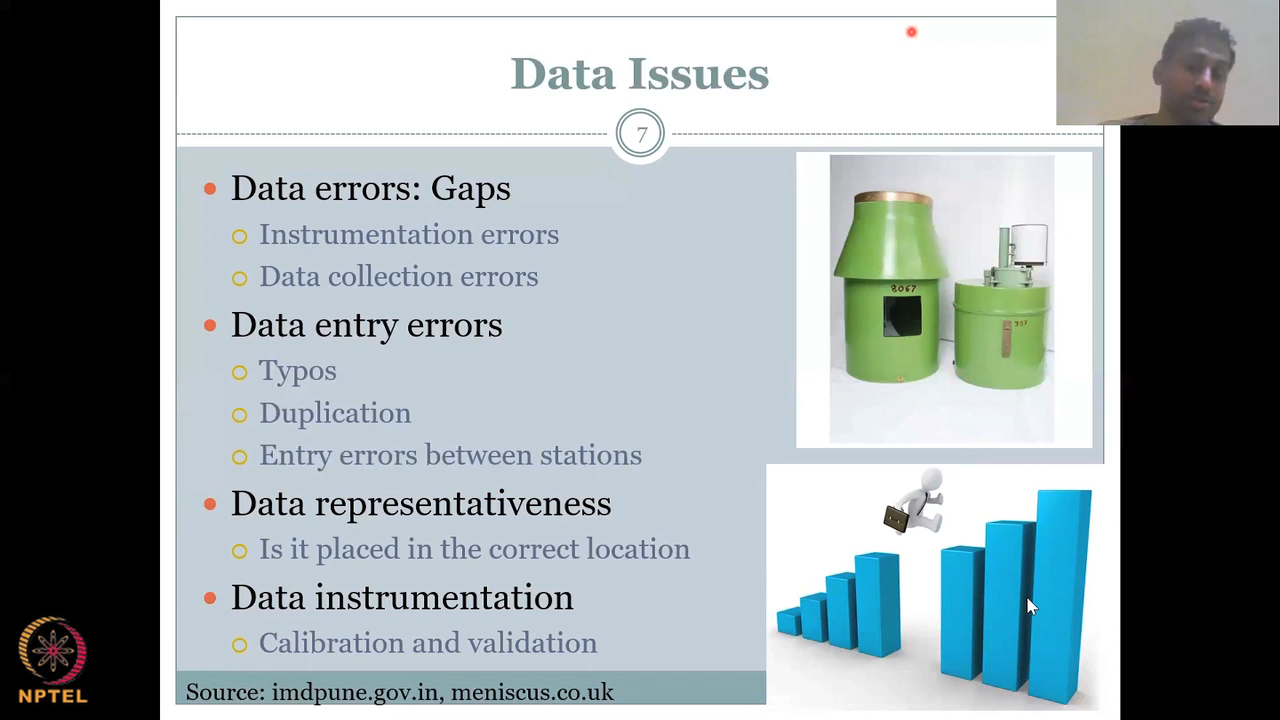 Data Issues
7
Data errors: Gaps
Instrumentation errors
Data collection errors
Data entry errors
Typos
Duplication
Entry errors between stations
Data representativeness
Is it placed in the correct location
Data instrumentation
Calibration and validation
Source: imdpune.gov.in, meniscus.co.uk
8067
337
NPTEL